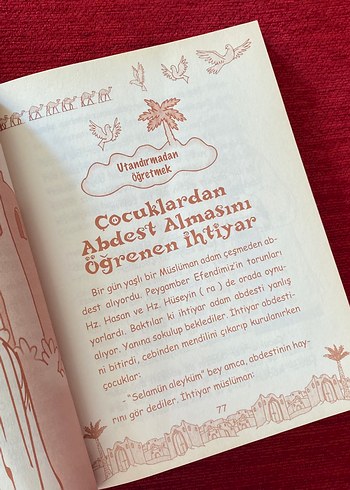 Utandırmadan
Öğretmek
Çocuklardan
Abdest Almasını
Öğrenen İhtiyar
Bir gün yaşlı bir Müslüman adam çeşmeden ab-
dest alıyordu. Peygamber Efendimiz'in torunları
Hz. Hasan ve Hz. Hüseyin ( ra ) de orada oynu-
yorlardı. Baktılar ki ihtiyar adam abdesti yanlış
alıyor. Yanına sokulup beklediler. İhtiyar abdesti-
ni bitirdi, cebinden mendilini çıkarıp kurulanırken
çocuklar:
- "Selamün aleyküm" bey amca, abdestinin hay-
rını gör dediler. İhtiyar müslüman:
77